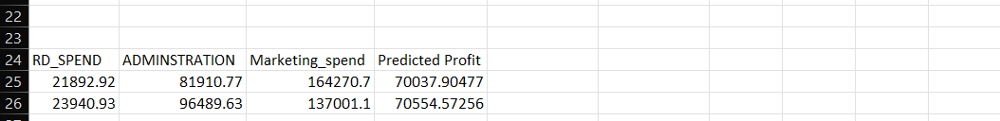 22
23
24 RD_SPEND ADMINSTRATION Marketing_spend Predicted Profit
25 21892.92 81910.77 164270.7 70037.90477
26 23940.93 96489.63 137001.1 70554.57256